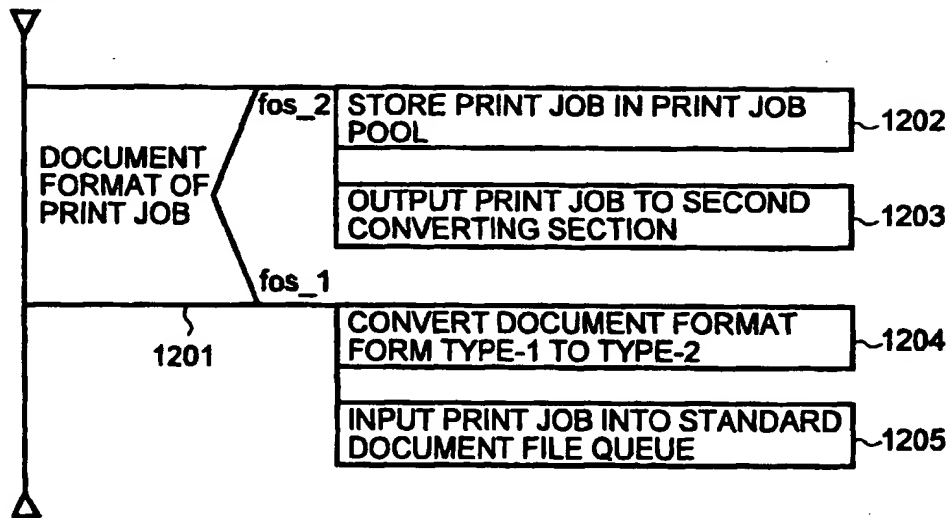 fos_2
STORE PRINT JOB IN PRINT JOB
POOL
1202
DOCUMENT
FORMAT OF
PRINT JOB
OUTPUT PRINT JOB TO SECOND
CONVERTING SECTION
1203
fos_1
1201
CONVERT DOCUMENT FORMAT
FORM TYPE-1 TO TYPE-2
1204
INPUT PRINT JOB INTO STANDARD
DOCUMENT FILE QUEUE
1205